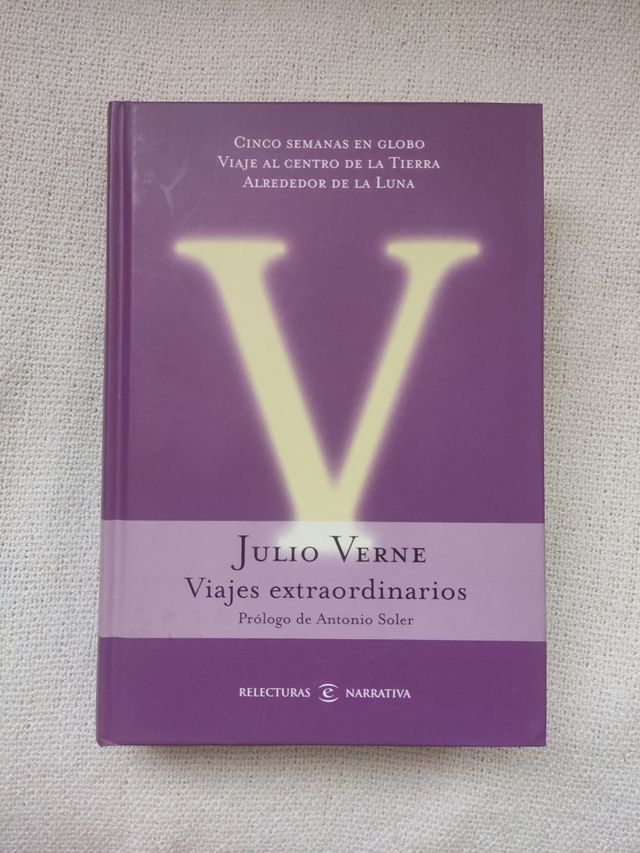 Cinco semanas en globo
Viaje al centro de la Tierra
Alrededor de la Luna
V
Julio Verne
Viajes extraordinarios
Prólogo de Antonio Soler
RELECTURAS e NARRATIVA